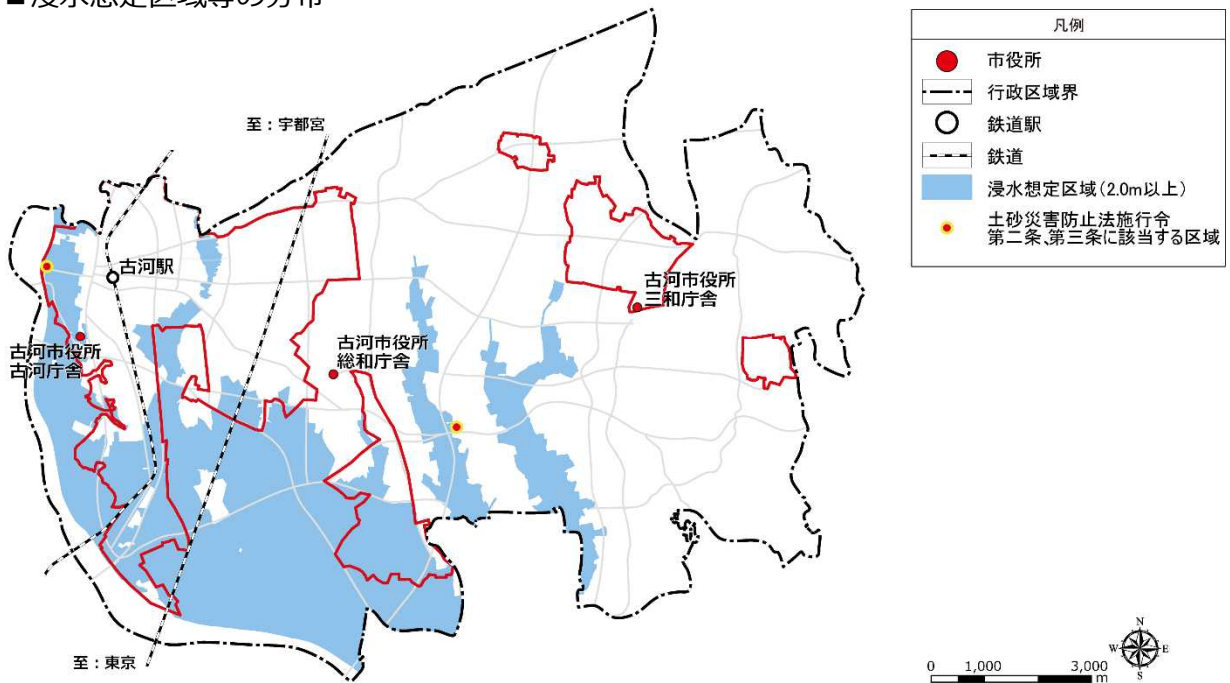 ■浸水想定区域等の分布
至：宇都宮
古河駅
古河市役所
三和庁舎
古河市役所
総和庁舎
古河市役所
古河庁舎
至：東京
凡例
市役所
行政区域界
鉄道駅
鉄道
浸水想定区域（2.0m以上）
土砂災害防止法施行令
第二条、第三条に該当する区域
N
W
E
S
0 1,000 3,000
m